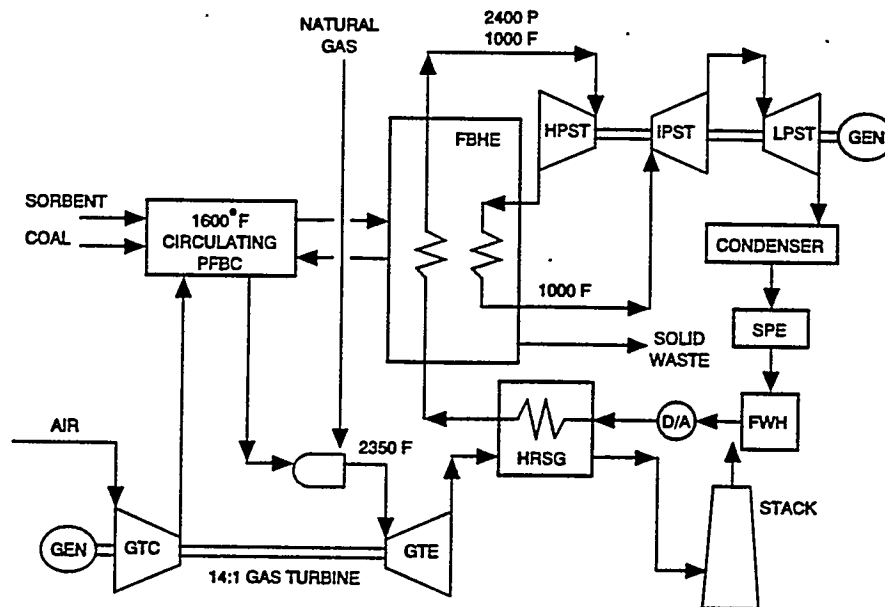 NATURAL
GAS
2400 P
1000 F
HPST
IPST
LPST
GEN
FBHE
SORBENT
COAL
1600°F
CIRCULATING
PFBC
CONDENSER
1000 F
SPE
SOLID
WASTE
AIR
2350 F
D/A
FWH
HRSG
STACK
GEN
GTC
GTE
14:1 GAS TURBINE